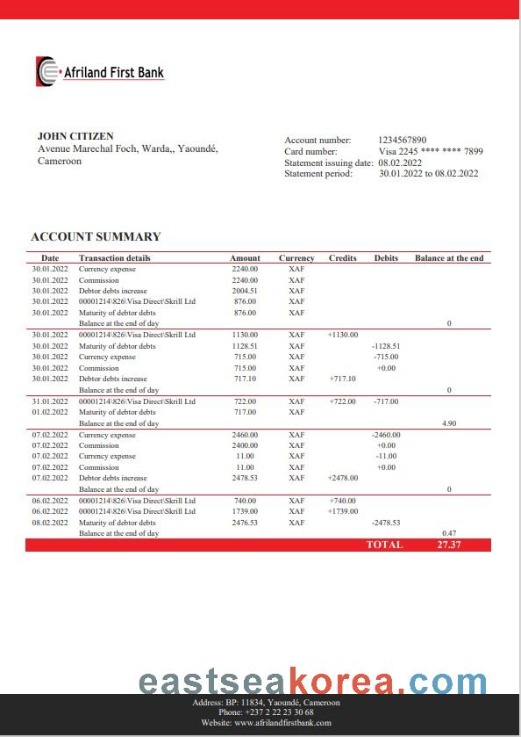 Afriland First Bank
JOHN CITIZEN
Avenue Marechal Foch, Warda,, Yaoundé,
Cameroon
Account number: 1234567890
Card number: Visa 2245 **** **** 7899
Statement issuing date: 08.02.2022
Statement period: 30.01.2022 to 08.02.2022
ACCOUNT SUMMARY
Date Transaction details Amount Currency Credits Debits Balance at the end
30.01.2022 Currency expense 2240.00 XAF
30.01.2022 Commission 2240.00 XAF
30.01.2022 Debtor debts increase 2004.51 XAF
30.01.2022 00001214\826\Visa Direct\Skrill Ltd 876.00 XAF
30.01.2022 Maturity of debtor debts 876.00 XAF
Balance at the end of day 0
30.01.2022 00001214\826\Visa Direct\Skrill Ltd 1130.00 XAF +1130.00
30.01.2022 Maturity of debtor debts 1128.51 XAF -1128.51
30.01.2022 Currency expense 715.00 XAF -715.00
30.01.2022 Commission 715.00 XAF +0.00
30.01.2022 Debtor debts increase 717.10 XAF +717.10
Balance at the end of day 0
31.01.2022 00001214\826\Visa Direct\Skrill Ltd 722.00 XAF +722.00 -717.00
01.02.2022 Maturity of debtor debts 717.00 XAF
Balance at the end of day 4.90
07.02.2022 Currency expense 2460.00 XAF -2460.00
07.02.2022 Commission 2400.00 XAF +0.00
07.02.2022 Currency expense 11.00 XAF -11.00
07.02.2022 Commission 11.00 XAF +0.00
07.02.2022 Debtor debts increase 2478.53 XAF +2478.00
Balance at the end of day 0
06.02.2022 00001214\826\Visa Direct\Skrill Ltd 740.00 XAF +740.00
06.02.2022 00001214\826\Visa Direct\Skrill Ltd 1739.00 XAF +1739.00
08.02.2022 Maturity of debtor debts 2476.53 XAF -2478.53
Balance at the end of day 0.47
TOTAL 27.37
eastseakorea.com
Address: BP: 11834, Yaoundé, Cameroon
Phone: +237 2 22 23 30 68
Website: www.afrilandfirstbank.com